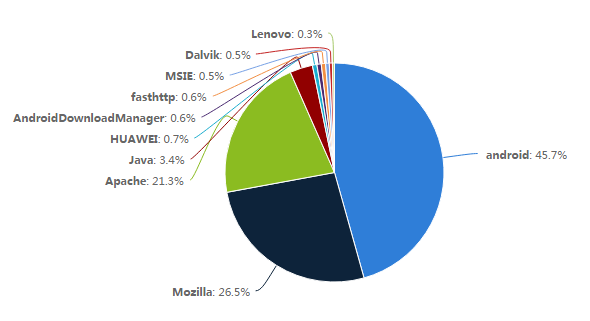 Lenovo: 0.3%
Dalvik: 0.5%
MSIE: 0.5%
fasthttp: 0.6%
AndroidDownloadManager: 0.6%
HUAWEI: 0.7%
Java: 3.4%
Apache: 21.3%
android: 45.7%
Mozilla: 26.5%